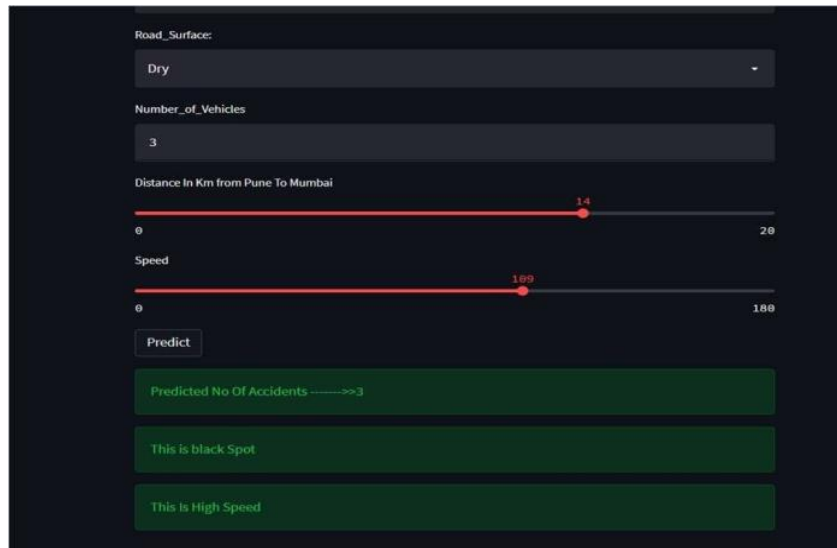 Road_Surface:
Dry
Number_of_Vehicles
3
Distance In Km from Pune To Mumbai
14
0 20
Speed
109
0 180
Predict
Predicted No Of Accidents ------->>3
This is black Spot
This Is High Speed